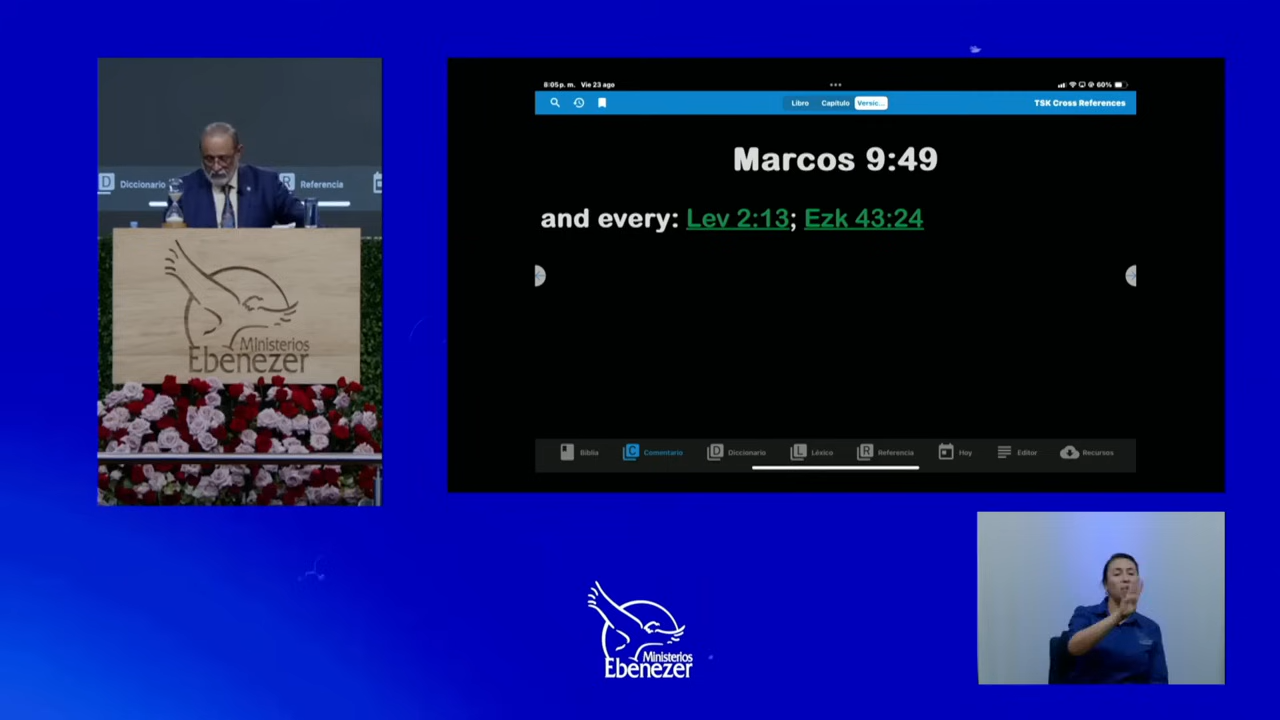 8:05 p. m. Vie 23 ago
60%
Libro Capítulo Versíc...
TSK Cross References
Marcos 9:49
and every: Lev 2:13; Ezk 43:24
Biblia Comentario Diccionario Léxico Referencia Hoy Editor Recursos
D Diccionario R Referencia
Ministerios
Ebenezer
Ministerios
Ebenezer